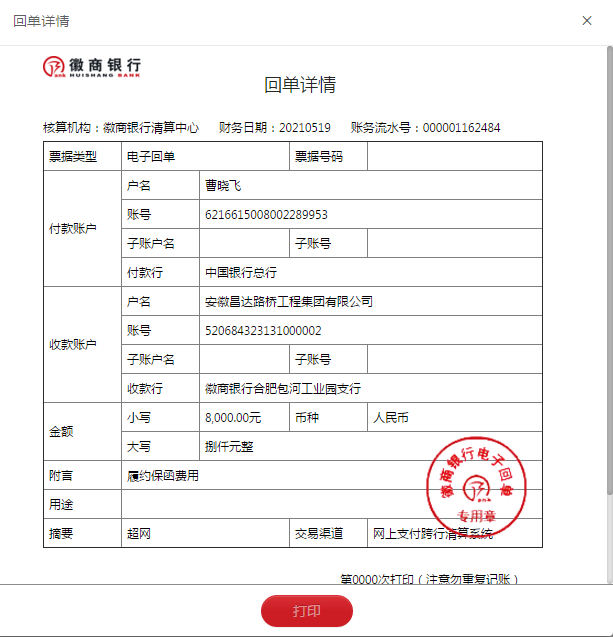 回单详情
×
徽商银行
HUISHANG BANK
回单详情
核算机构：徽商银行清算中心 财务日期：20210519 账务流水号：000001162484
票据类型 电子回单 票据号码
付款账户
户名 曹晓飞
账号 6216615008002289953
子账户名 子账号
付款行 中国银行总行
收款账户
户名 安徽昌达路桥工程集团有限公司
账号 520684323131000002
子账户名 子账号
收款行 徽商银行合肥包河工业园支行
金额
小写 8,000.00元 币种 人民币
大写 捌仟元整
附言 履约保函费用
用途
摘要 超网 交易渠道 网上支付跨行清算系统
徽商银行电子回单
专用章
第0000次打印（注意勿重复记账）
打印